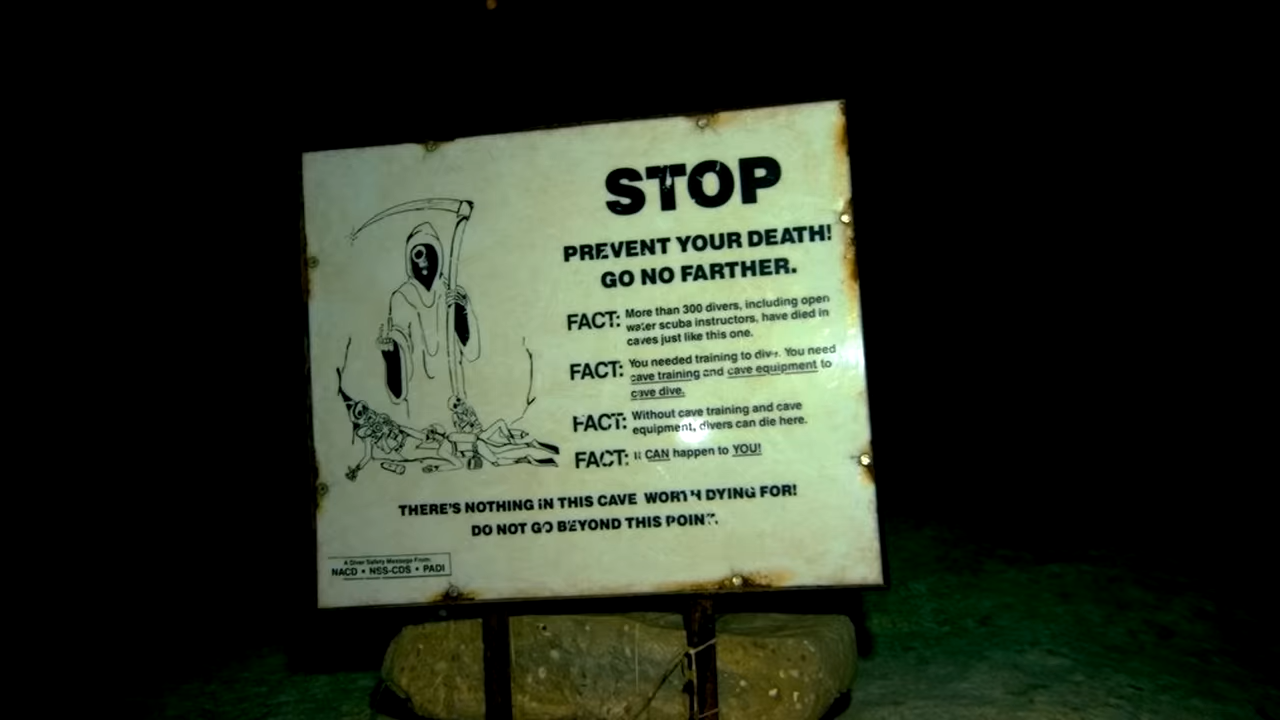 STOP
PREVENT YOUR DEATH!
GO NO FARTHER.
FACT: More than 300 divers, including open
water scuba instructors, have died in
caves just like this one.
FACT: You needed training to dive. You need
cave training and cave equipment to
cave dive.
FACT: Without cave training and cave
equipment, divers can die here.
FACT: It CAN happen to YOU!
THERE'S NOTHING IN THIS CAVE WORTH DYING FOR!
DO NOT GO BEYOND THIS POINT.
A Diver Safety Message From:
NACD • NSS-CDS • PADI